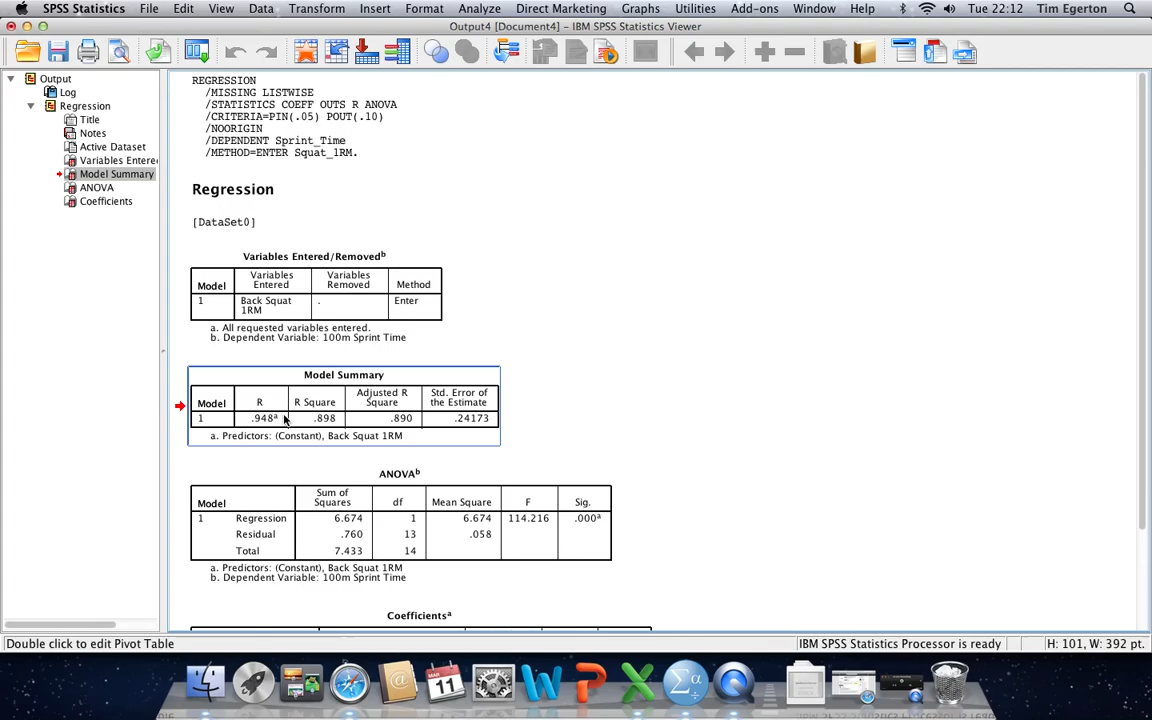 SPSS Statistics File Edit View Data Transform Insert Format Analyze Direct Marketing Graphs Utilities Add-ons Window Help Tue 22:12 Tim Egerton
Output4 [Document4] – IBM SPSS Statistics Viewer
Output
Log
Regression
Title
Notes
Active Dataset
Variables Entere
Model Summary
ANOVA
Coefficients
REGRESSION
/MISSING LISTWISE
/STATISTICS COEFF OUTS R ANOVA
/CRITERIA=PIN(.05) POUT(.10)
/NOORIGIN
/DEPENDENT Sprint_Time
/METHOD=ENTER Squat_1RM.
Regression
[DataSet0]
Variables Entered/Removedb
Model Variables Entered Variables Removed Method
1 Back Squat 1RM . Enter
a. All requested variables entered.
b. Dependent Variable: 100m Sprint Time
Model Summary
Model R R Square Adjusted R Square Std. Error of the Estimate
1 .948a .898 .890 .24173
a. Predictors: (Constant), Back Squat 1RM
ANOVAb
Model Sum of Squares df Mean Square F Sig.
1 Regression 6.674 1 6.674 114.216 .000a
Residual .760 13 .058
Total 7.433 14
a. Predictors: (Constant), Back Squat 1RM
b. Dependent Variable: 100m Sprint Time
Coefficientsa
Double click to edit Pivot Table IBM SPSS Statistics Processor is ready H: 101, W: 392 pt.
MAR
11